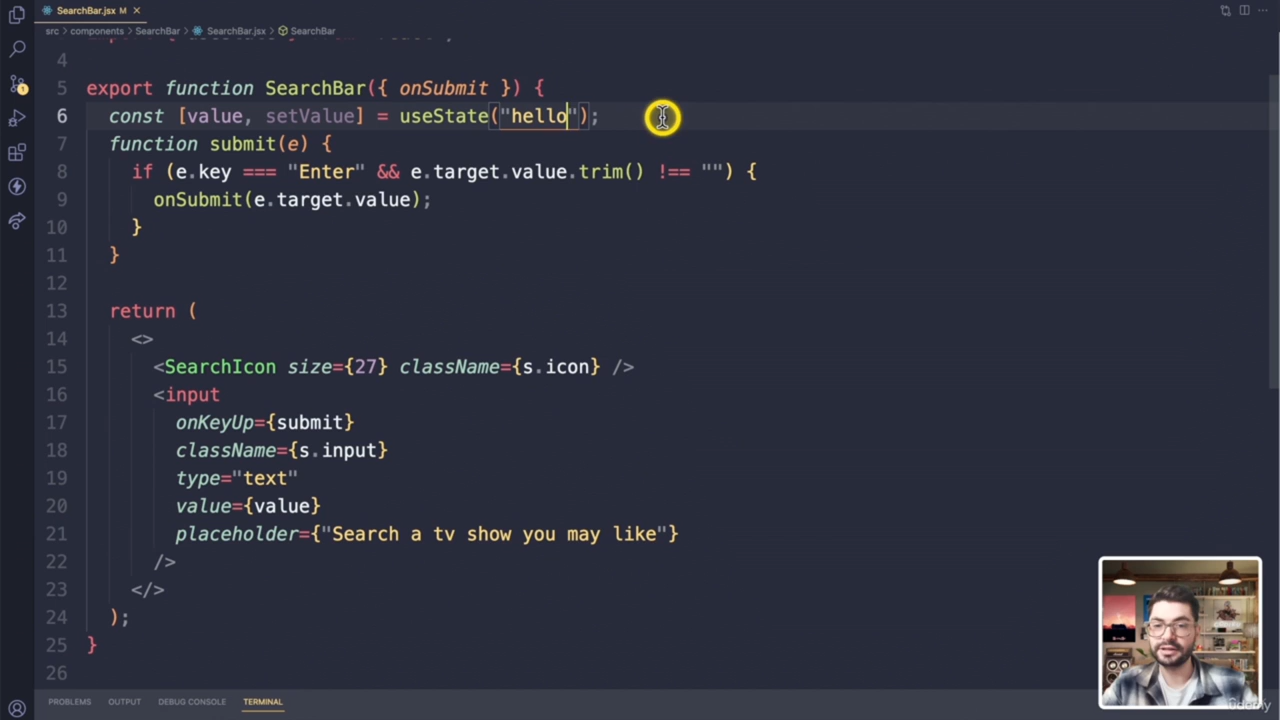 SearchBar.jsx M
src > components > SearchBar > SearchBar.jsx > SearchBar
4
5 export function SearchBar({ onSubmit }) {
6 const [value, setValue] = useState("hello");
7 function submit(e) {
8 if (e.key === "Enter" && e.target.value.trim() !== "") {
9 onSubmit(e.target.value);
10 }
11 }
12
13 return (
14 <>
15 <SearchIcon size={27} className={s.icon} />
16 <input
17 onKeyUp={submit}
18 className={s.input}
19 type="text"
20 value={value}
21 placeholder={"Search a tv show you may like"}
22 />
23 </>
24 );
25 }
26
PROBLEMS OUTPUT DEBUG CONSOLE TERMINAL
ûdemy